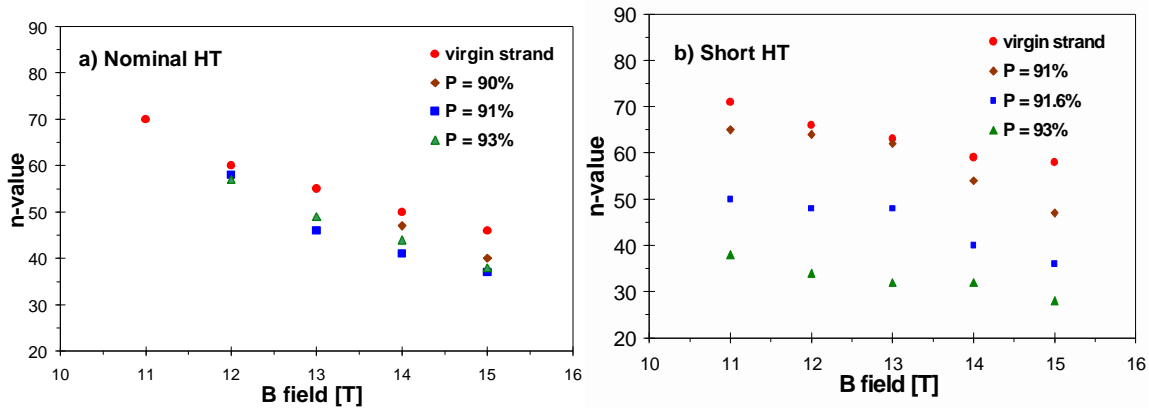 a) Nominal HT
virgin strand
P = 90%
P = 91%
P = 93%
n-value
90
80
70
60
50
40
30
20
10
11
12
13
14
15
16
B field [T]
b) Short HT
virgin strand
P = 91%
P = 91.6%
P = 93%
n-value
90
80
70
60
50
40
30
20
10
11
12
13
14
15
16
B field [T]